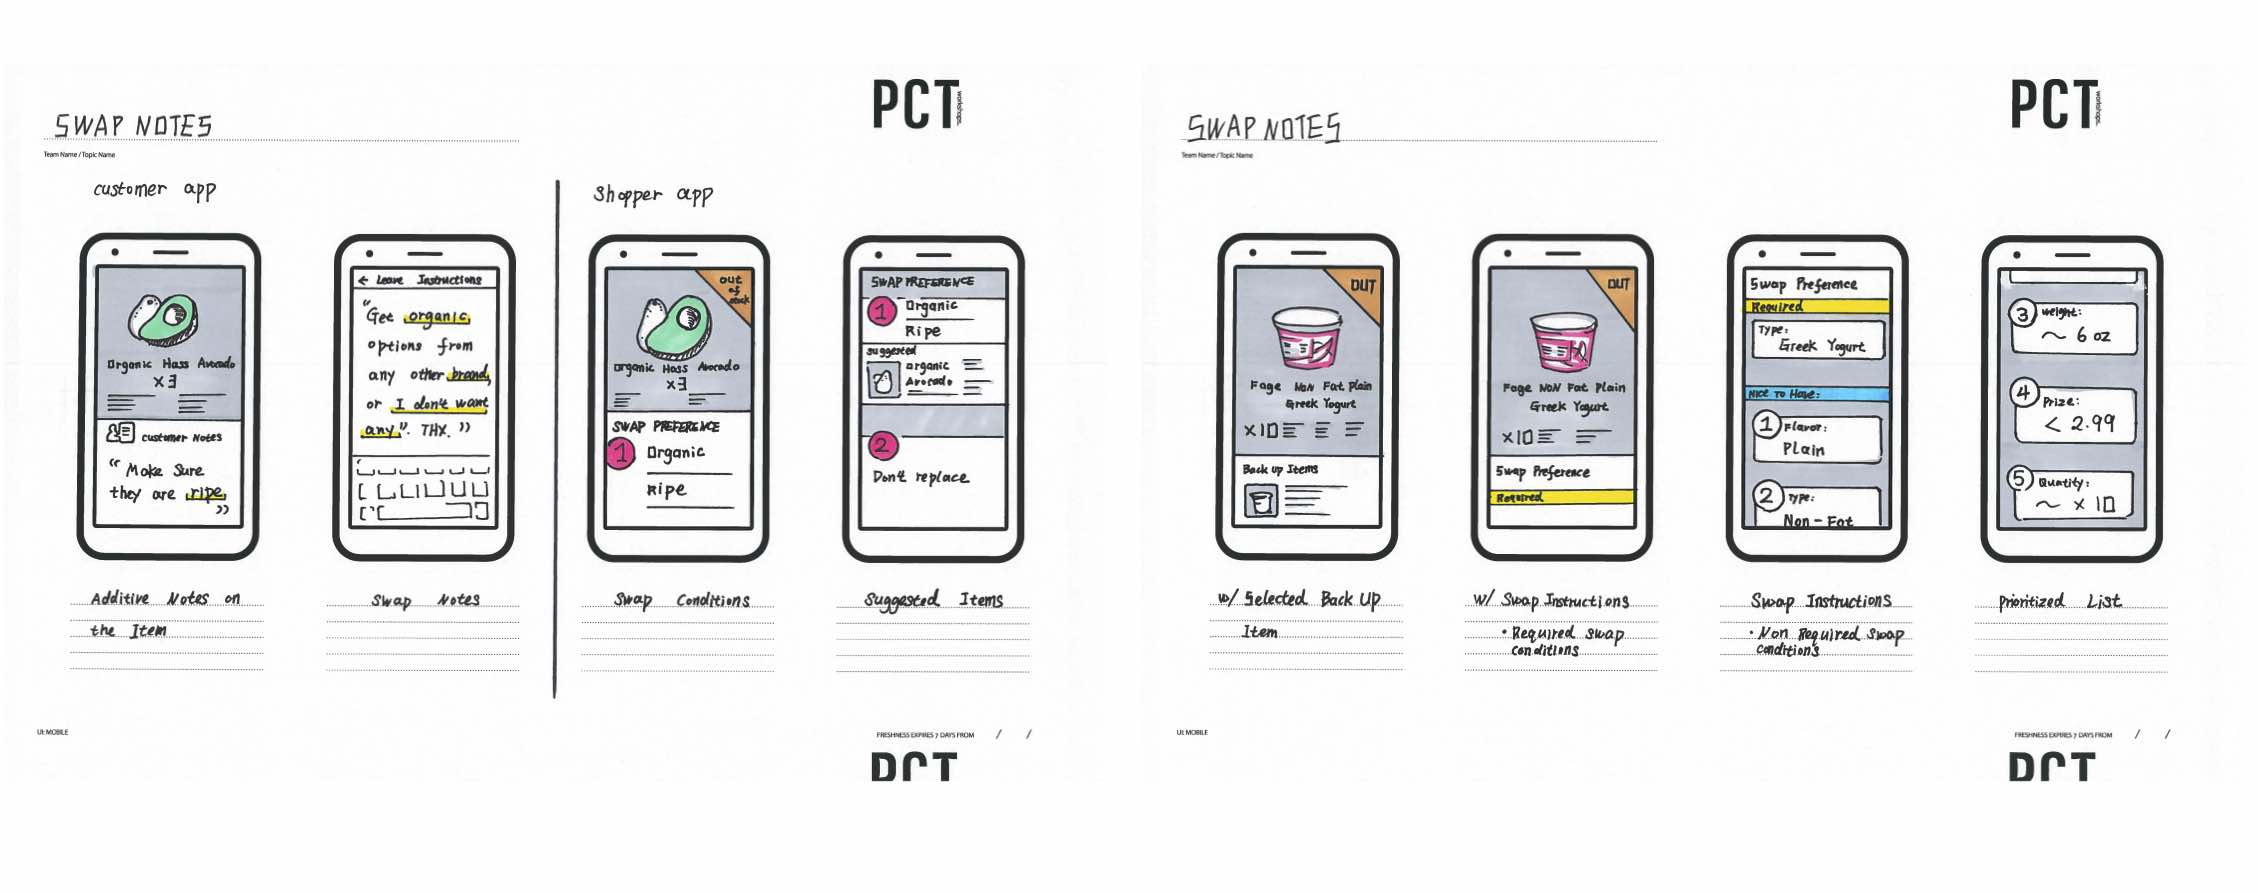 PCT
workshops.
SWAP NOTES
Team Name / Topic Name
customer app
Organic Hass Avocado
x3
customer Notes
“ Make Sure
they are ripe. ”
Additive Notes on
the Item
← Leave Instructions
“Get organic
options from
any other brand,
or I don't want
any”. THX. ”
Swap Notes
Shopper app
out
of
stock
Organic Hass Avocado
x3
SWAP PREFERENCE
1 Organic
Ripe
Swap Conditions
SWAP PREFERENCE
1 Organic
Ripe
suggested
organic
Avocado
2
Don't replace
Suggested Items
UI: MOBILE
FRESHNESS EXPIRES 7 DAYS FROM / /
PCT
PCT
workshops.
SWAP NOTES
Team Name / Topic Name
OUT
Fage Non Fat Plain
Greek Yogurt
x10
Back up Items
w/ Selected Back Up
Item
OUT
Fage NON Fat Plain
Greek Yogurt
x10
Swap Preference
Required
w/ Swap Instructions
• Required swap
conditions
Swap Preference
Required
Type:
Greek Yogurt
NICE TO HAVE:
1 Flavor:
Plain
2 Type:
Non-Fat
Swap Instructions
• Non Required swap
conditions
3 weight:
~ 6 oz
4 Prize:
< 2.99
5 Quantity:
~ x 10
Prioritized List
UI: MOBILE
FRESHNESS EXPIRES 7 DAYS FROM / /
PCT